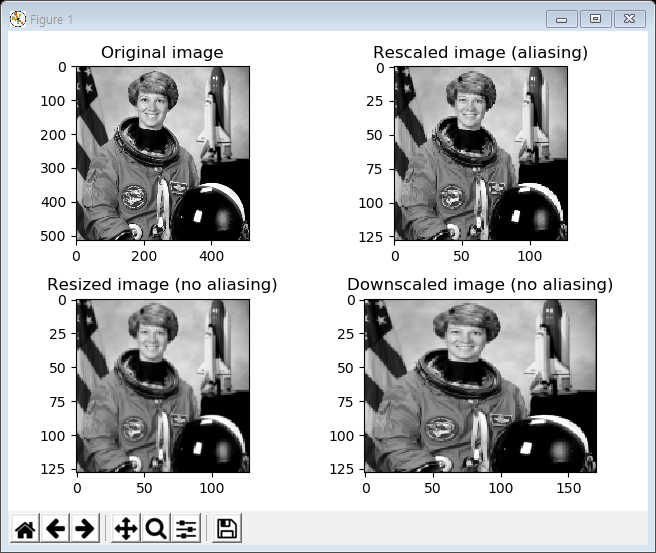 Figure 1
Original image
0
100
200
300
400
500
0 200 400
Rescaled image (aliasing)
0
25
50
75
100
125
0 50 100
Resized image (no aliasing)
0
25
50
75
100
125
0 50 100
Downscaled image (no aliasing)
0
25
50
75
100
125
0 50 100 150